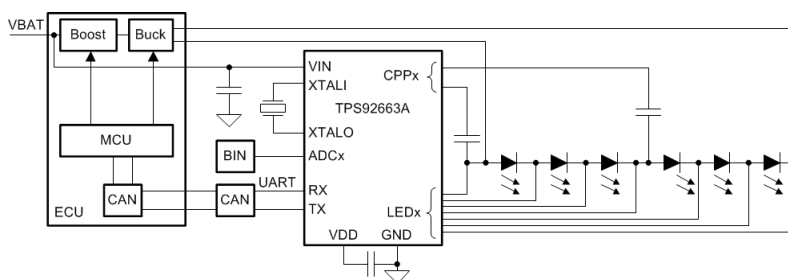 VBAT
Boost
Buck
MCU
CAN
ECU
CAN
BIN
UART
VIN
XTALI
TPS92663A
XTALO
ADCx
RX
TX
VDD
GND
CPPx
LEDx